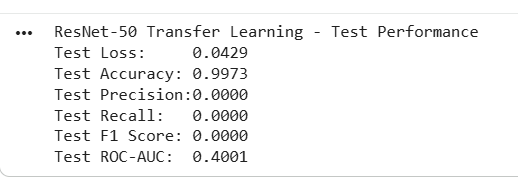 ••• ResNet-50 Transfer Learning - Test Performance
Test Loss:     0.0429
Test Accuracy: 0.9973
Test Precision:0.0000
Test Recall:   0.0000
Test F1 Score: 0.0000
Test ROC-AUC:  0.4001